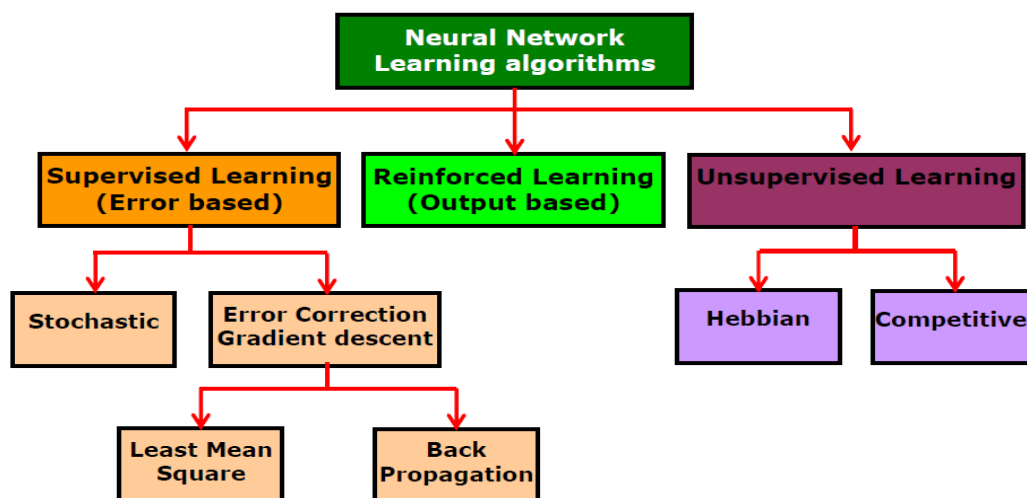 Neural Network
Learning algorithms
Supervised Learning
(Error based)
Reinforced Learning
(Output based)
Unsupervised Learning
Stochastic
Error Correction
Gradient descent
Hebbian
Competitive
Least Mean
Square
Back
Propagation